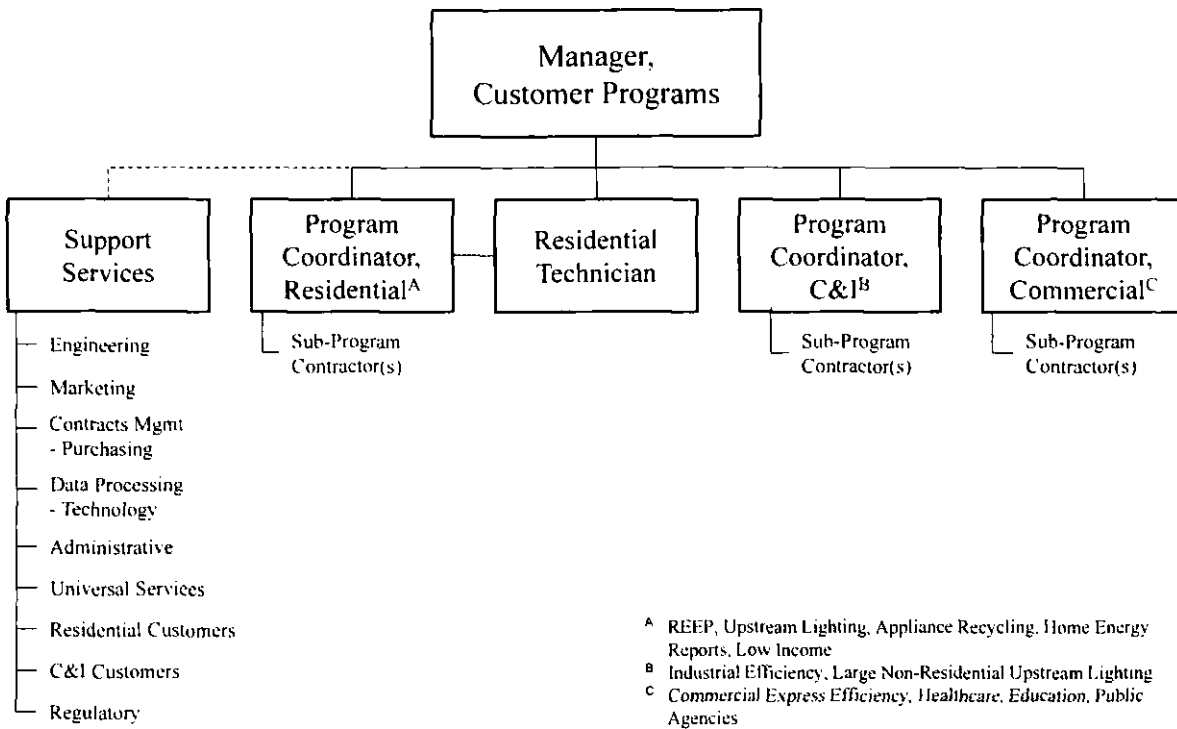 Manager,
Customer Programs
Support
Services
Program
Coordinator,
Residential^A
Residential
Technician
Program
Coordinator,
C&I^B
Program
Coordinator,
Commercial^C
Engineering
Marketing
Contracts Mgmt
- Purchasing
Data Processing
- Technology
Administrative
Universal Services
Residential Customers
C&I Customers
Regulatory
Sub-Program
Contractor(s)
Sub-Program
Contractor(s)
Sub-Program
Contractor(s)
A REEP, Upstream Lighting, Appliance Recycling, Home Energy
Reports, Low Income
B Industrial Efficiency, Large Non-Residential Upstream Lighting
C Commercial Express Efficiency, Healthcare, Education, Public
Agencies